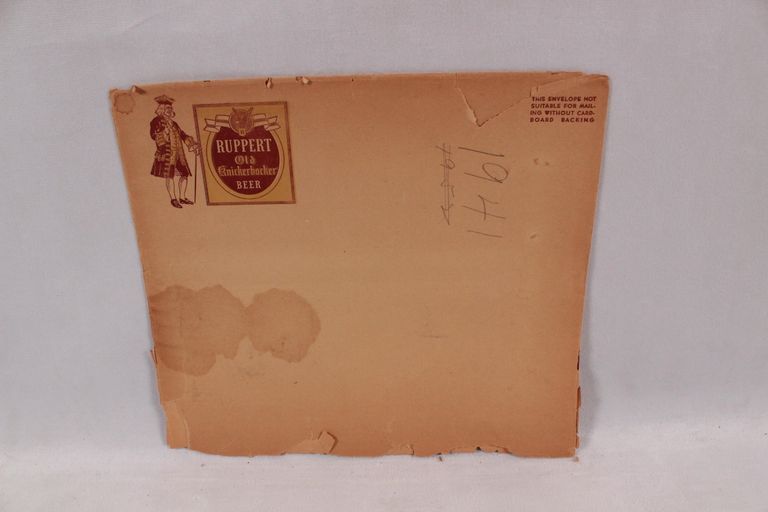 RUPPERT
Old
Knickerbocker
BEER
THIS ENVELOPE NOT
SUITABLE FOR MAIL-
ING WITHOUT CARD-
BOARD BACKING
1941